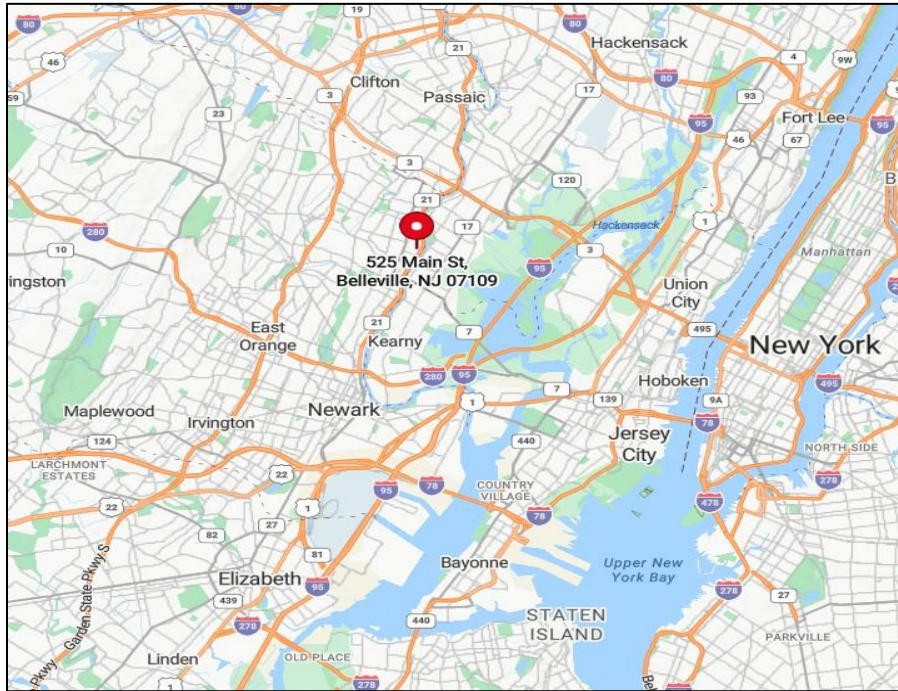 80
19
80
46
Hackensack
4
9W
Clifton
21
3
Passaic
17
80
59
93
23
95
Fort Lee
95
46
67
3
120
21
17
1
280
10
Hackensack
3
Manhattan
525 Main St,
Belleville, NJ 07109
95
ingston
Union
City
21
7
495
East
Orange
Kearny
New York
280
95
7
Hoboken
495
Maplewood
Newark
1
139
9A
78
Irvington
124
440
Jersey
City
NORTH SIDE
LARCHMONT
ESTATES
22
78
COUNTRY
VILLAGE
278
95
478
22
1
78
27
82
81
Bayonne
Upper New
York Bay
Elizabeth
95
278
27
439
Garden State Pkwy S
278
440
STATEN
ISLAND
PARKVILLE
Linden
OLD PLACE
Pkwy
1
278
278